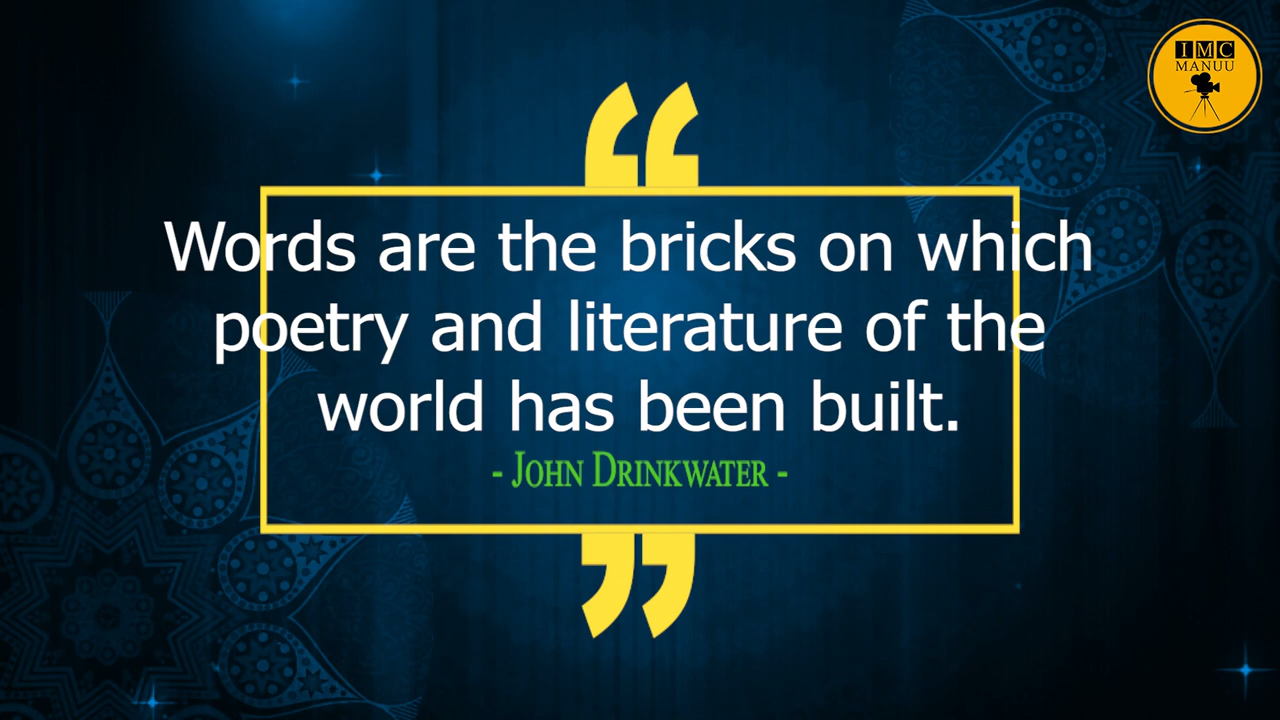 IMC
MANUU
“
Words are the bricks on which
poetry and literature of the
world has been built.
- JOHN DRINKWATER -
”